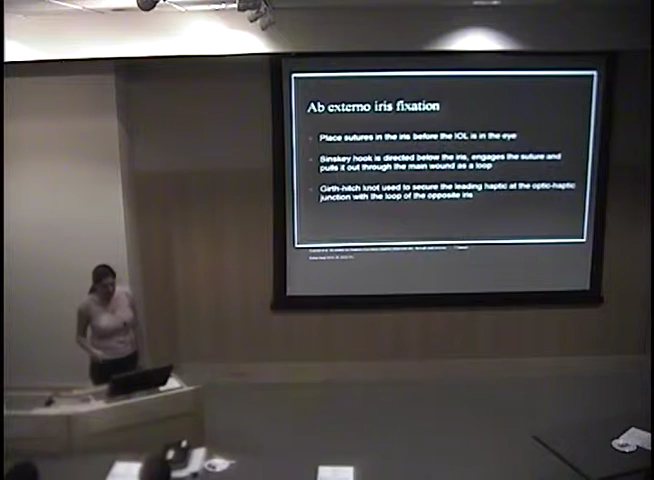 Ab externo iris fixation
Place sutures in the iris before the IOL is in the eye
Sinskey hook is directed below the iris, engages the suture and
pulls it out through the main wound as a loop
Girth-hitch knot used to secure the leading haptic at the optic-haptic
junction with the loop of the opposite iris